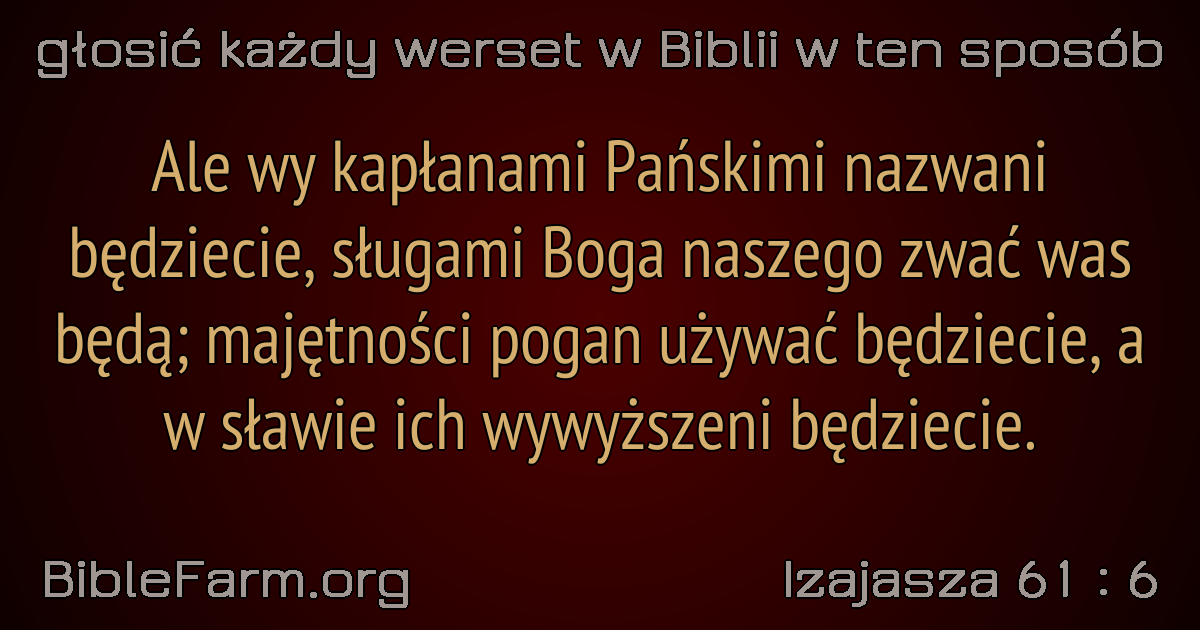 głosić każdy werset w Biblii w ten sposób
Ale wy kapłanami Pańskimi nazwani
będziecie, sługami Boga naszego zwać was
będą; majętności pogan używać będziecie, a
w sławie ich wywyższeni będziecie.
BibleFarm.org
Izajasza 61 : 6